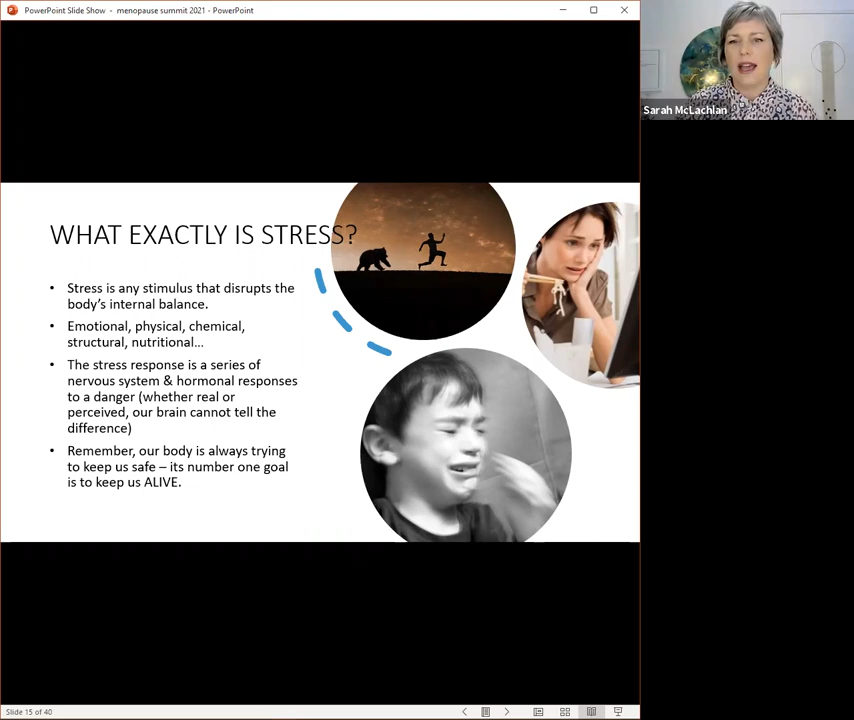 PowerPoint Slide Show - menopause summit 2021 - PowerPoint
Sarah McLachlan
WHAT EXACTLY IS STRESS?
• Stress is any stimulus that disrupts the
body's internal balance.
• Emotional, physical, chemical,
structural, nutritional...
• The stress response is a series of
nervous system & hormonal responses
to a danger (whether real or
perceived, our brain cannot tell the
difference)
• Remember, our body is always trying
to keep us safe – its number one goal
is to keep us ALIVE.
Slide 15 of 40